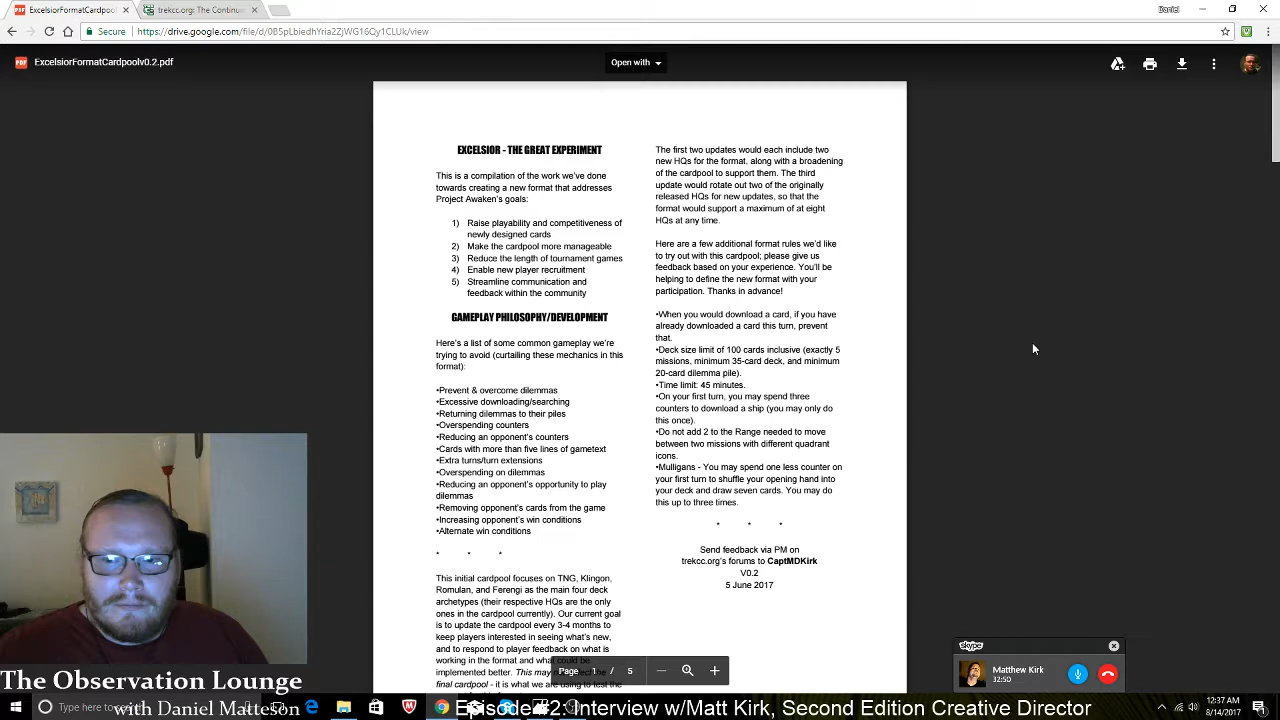 ExcelsiorFormatCardpool
trekcc.org: The Continu
Daniel
Secure
https://drive.google.com/file/d/0B5pLbiedhYria2ZjWG16Qy1CLUk/view
ExcelsiorFormatCardpoolv0.2.pdf
Open with
EXCELSIOR - THE GREAT EXPERIMENT
This is a compilation of the work we've done
towards creating a new format that addresses
Project Awaken's goals:
1) Raise playability and competitiveness of
newly designed cards
2) Make the cardpool more manageable
3) Reduce the length of tournament games
4) Enable new player recruitment
5) Streamline communication and
feedback within the community
GAMEPLAY PHILOSOPHY/DEVELOPMENT
Here's a list of some common gameplay we're
trying to avoid (curtailing these mechanics in this
format):
•Prevent & overcome dilemmas
•Excessive downloading/searching
•Returning dilemmas to their piles
•Overspending counters
•Reducing an opponent's counters
•Cards with more than five lines of gametext
•Extra turns/turn extensions
•Overspending on dilemmas
•Reducing an opponent's opportunity to play
dilemmas
•Removing opponent's cards from the game
•Increasing opponent's win conditions
•Alternate win conditions
* * *
This initial cardpool focuses on TNG, Klingon,
Romulan, and Ferengi as the main four deck
archetypes (their respective HQs are the only
ones in the cardpool currently). Our current goal
is to update the cardpool every 3-4 months to
keep players interested in seeing what's new,
and to respond to player feedback on what is
working in the format and what could be
implemented better. This may
final cardpool - it is what we are using to test the
The first two updates would each include two
new HQs for the format, along with a broadening
of the cardpool to support them. The third
update would rotate out two of the originally
released HQs for new updates, so that the
format would support a maximum of at eight
HQs at any time.
Here are a few additional format rules we'd like
to try out with this cardpool; please give us
feedback based on your experience. You'll be
helping to define the new format with your
participation. Thanks in advance!
•When you would download a card, if you have
already downloaded a card this turn, prevent
that.
•Deck size limit of 100 cards inclusive (exactly 5
missions, minimum 35-card deck, and minimum
20-card dilemma pile).
•Time limit: 45 minutes.
•On your first turn, you may spend three
counters to download a ship (you may only do
this once).
•Do not add 2 to the Range needed to move
between two missions with different quadrant
icons.
•Mulligans - You may spend one less counter on
your first turn to shuffle your opening hand into
your deck and draw seven cards. You may do
this up to three times.
* * *
Send feedback via PM on
trekcc.org's forums to CaptMDKirk
V0.2
5 June 2017
Page 1 / 5
skype
Matthew Kirk
32:50
The Observation Lounge
with Daniel Matteson
Type here to
Interview w/Matt Kirk, Second Edition Creative Director
12:37 AM
8/14/2017